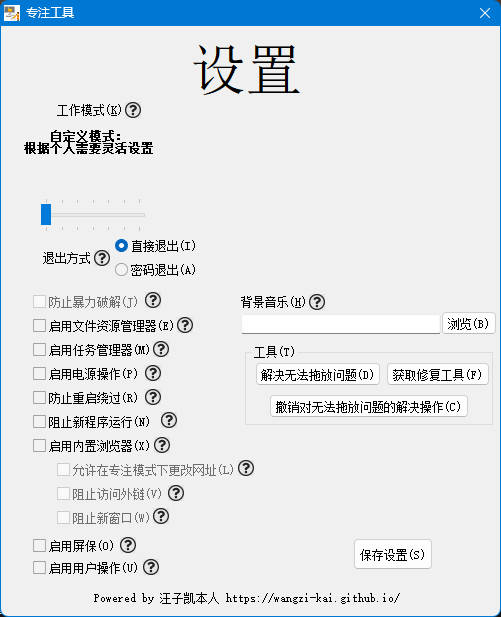 专注工具
设置
工作模式(K)
自定义模式:
根据个人需要灵活设置
退出方式
直接退出(I)
密码退出(A)
防止暴力破解(J)
背景音乐(H)
启用文件资源管理器(E)
浏览(B)
启用任务管理器(M)
工具(T)
启用电源操作(P)
解决无法拖放问题(D)
获取修复工具(F)
防止重启绕过(R)
撤销对无法拖放问题的解决操作(C)
阻止新程序运行(N)
启用内置浏览器(X)
允许在专注模式下更改网址(L)
阻止访问外链(V)
阻止新窗口(W)
启用屏保(O)
保存设置(S)
启用用户操作(U)
Powered by 汪子凯本人 https://wangzi-kai.github.io/